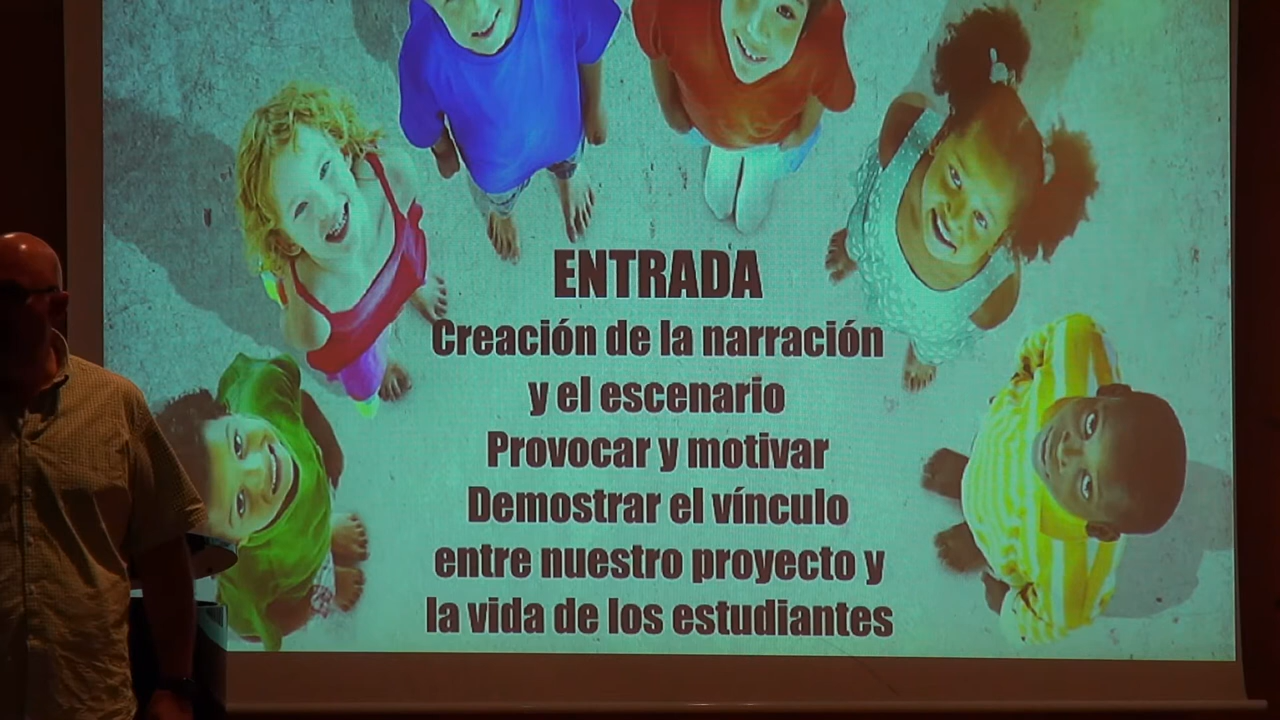 ENTRADA
Creación de la narración
y el escenario
Provocar y motivar
Demostrar el vínculo
entre nuestro proyecto y
la vida de los estudiantes